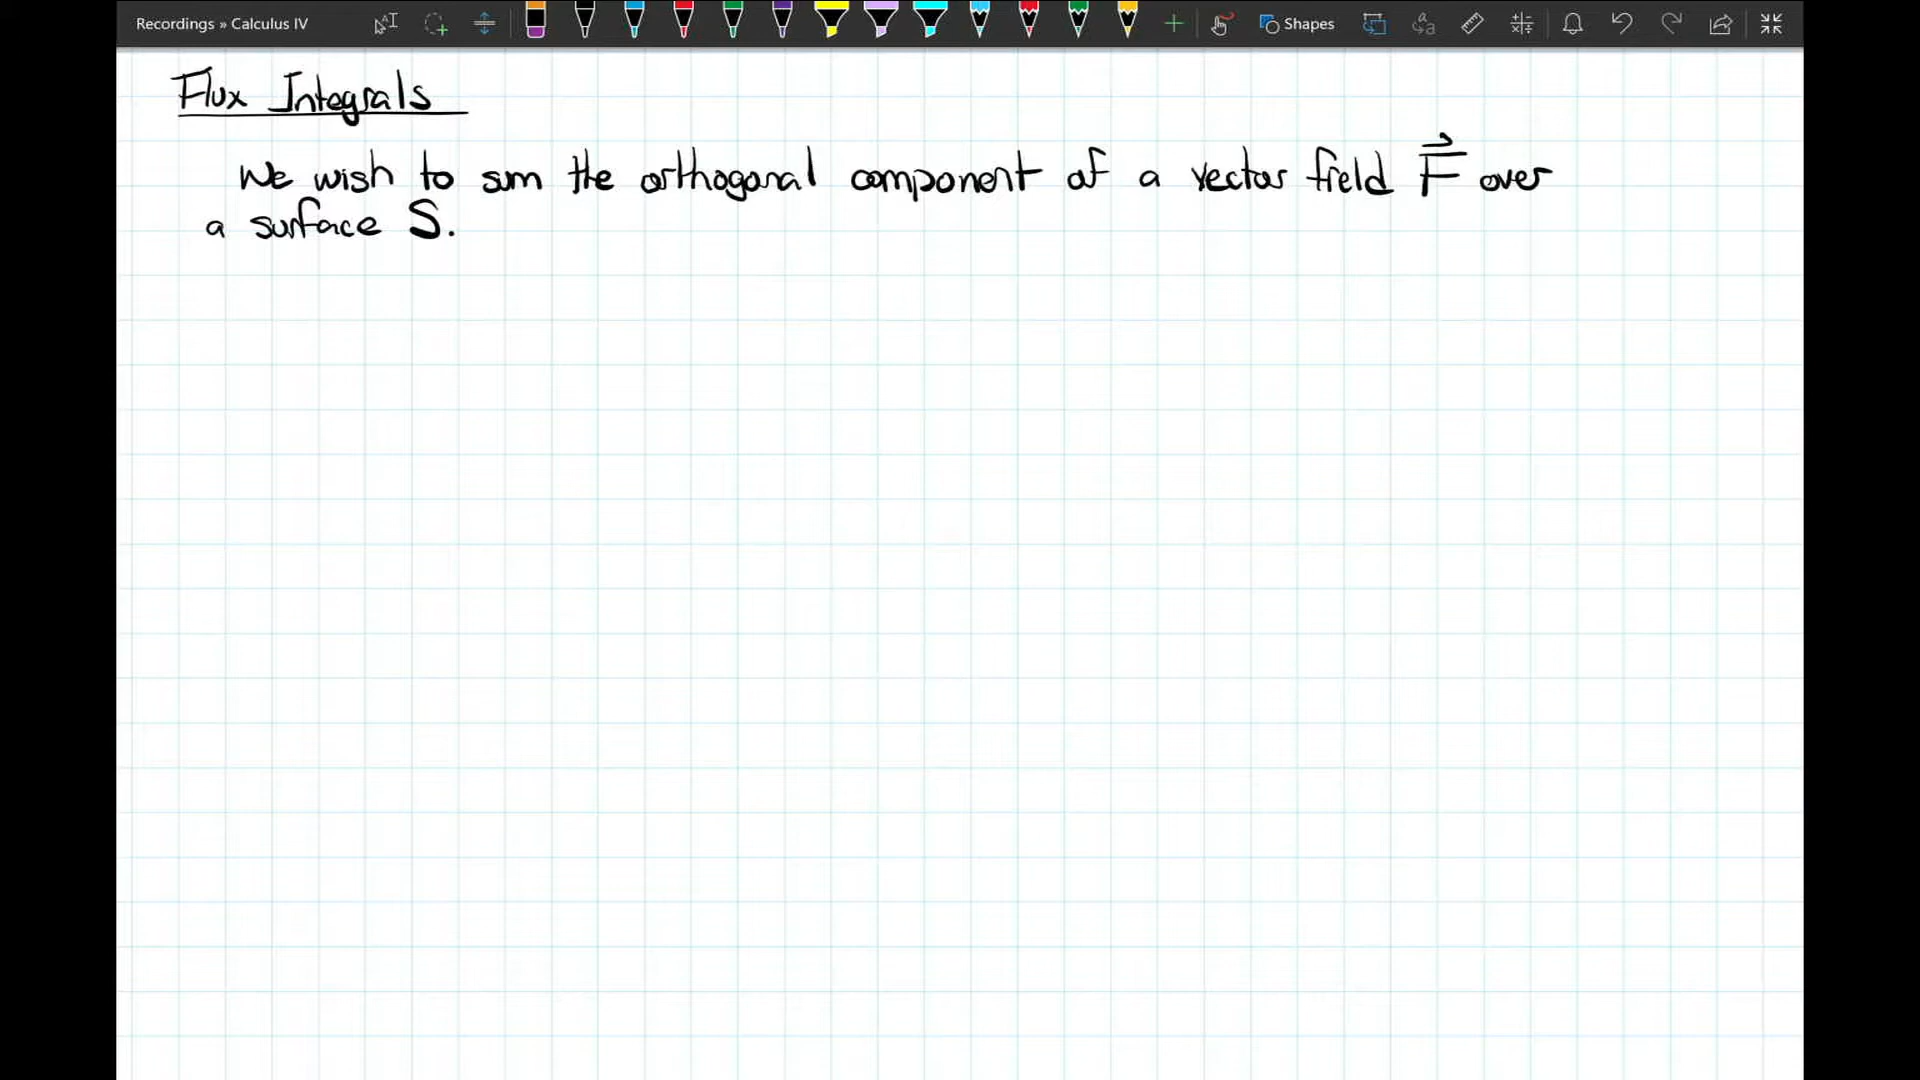 Recordings » Calculus IV
Shapes
Flux Integrals
We wish to sum the orthogonal component of a vector field F⃗ over
a surface S.